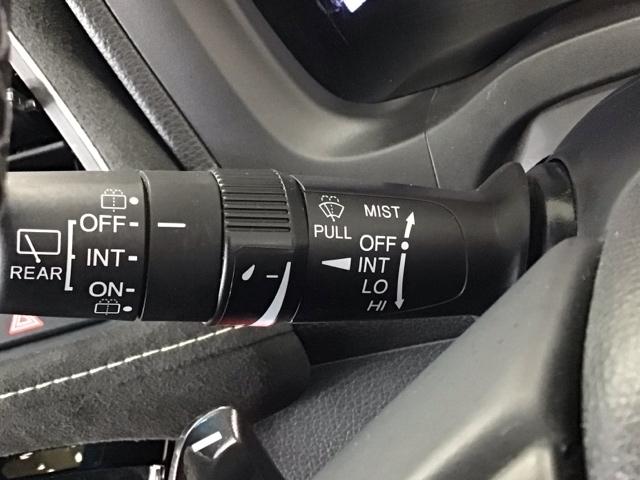 REAR
OFF
INT
ON
PULL
MIST
OFF
INT
LO
HI